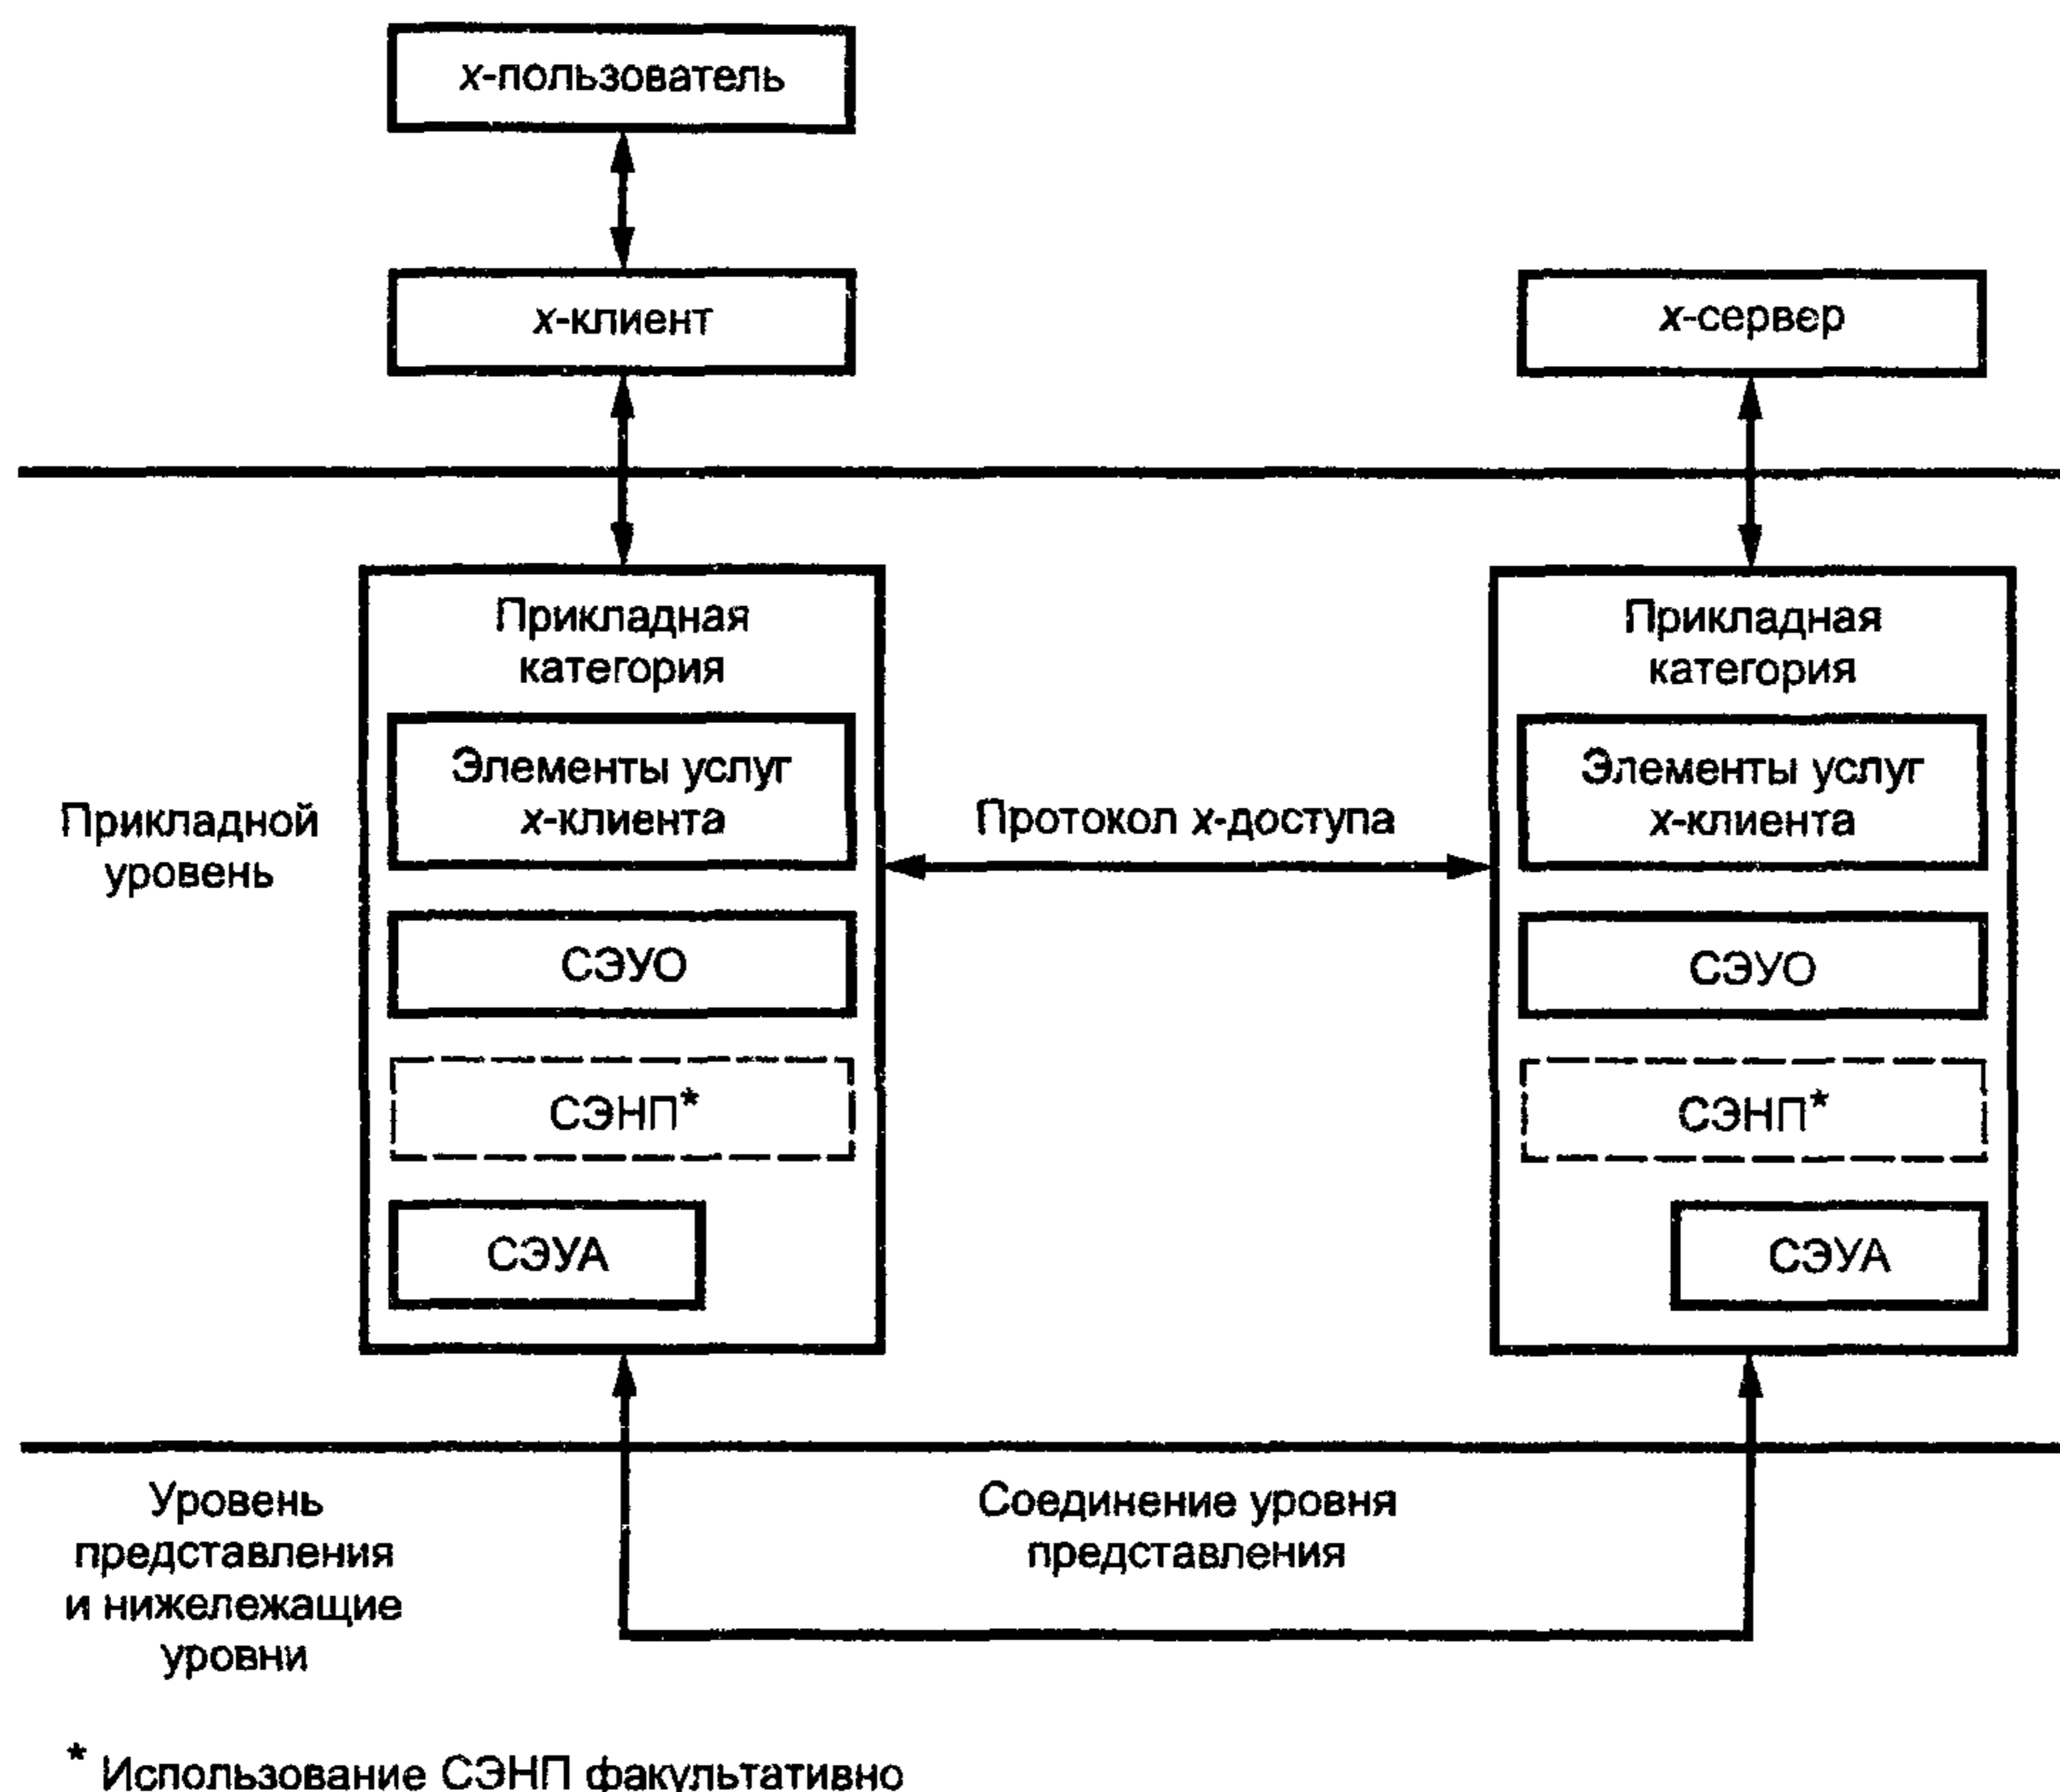 x-пользователь
x-клиент
x-сервер
Прикладная
категория
Прикладная
категория
Элементы услуг
x-клиента
Элементы услуг
x-клиента
Прикладной
уровень
Протокол x-доступа
СЭУО
СЭУО
СЭНП*
СЭНП*
СЭУА
СЭУА
Уровень
представления
и нижележащие
уровни
Соединение уровня
представления
* Использование СЭНП факультативно